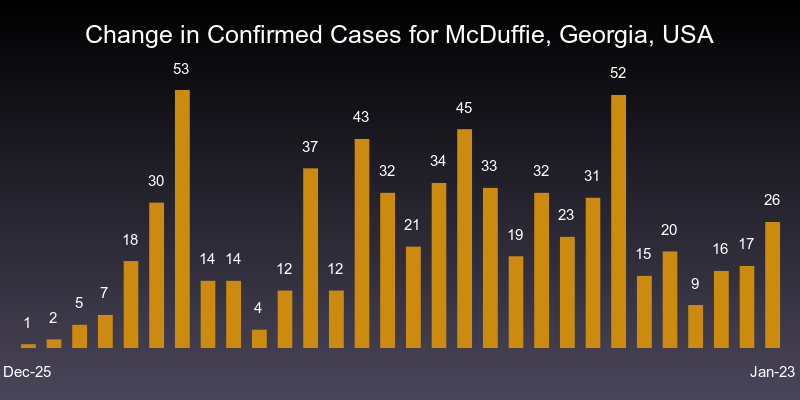 Change in Confirmed Cases for McDuffie, Georgia, USA
1 2 5 7 18 30 53 14 14 4 12 37 12 43 32 21 34 45 33 19 32 23 31 52 15 20 9 16 17 26
Dec-25 Jan-23